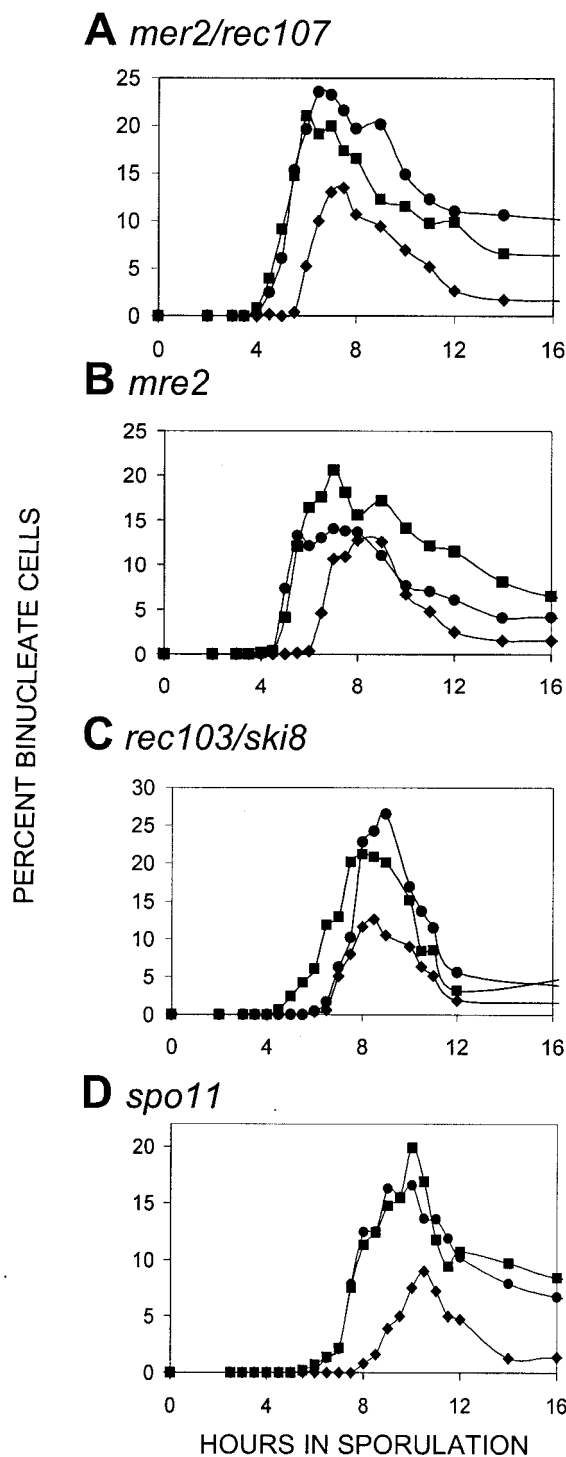 A mer2/rec107
25
20
15
10
5
0
0 4 8 12 16
B mre2
25
20
15
10
5
0
0 4 8 12 16
PERCENT BINUCLEATE CELLS
C rec103/ski8
30
25
20
15
10
5
0
0 4 8 12 16
D spo11
20
15
10
5
0
0 4 8 12 16
HOURS IN SPORULATION